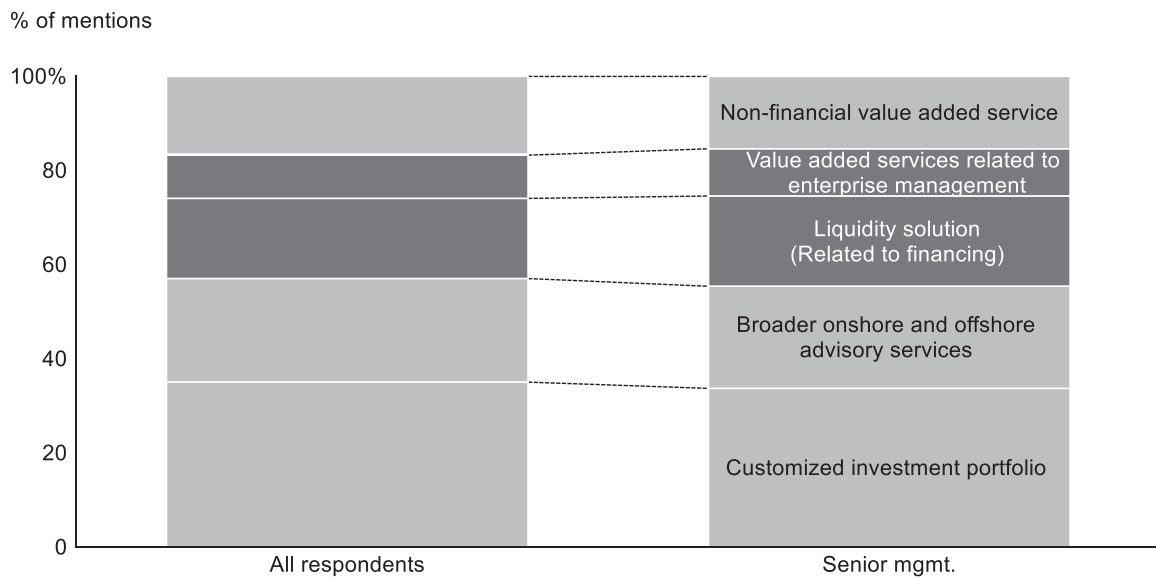 % of mentions
100%
80
60
40
20
0
Non-financial value added service
Value added services related to
enterprise management
Liquidity solution
(Related to financing)
Broader onshore and offshore
advisory services
Customized investment portfolio
All respondents
Senior mgmt.